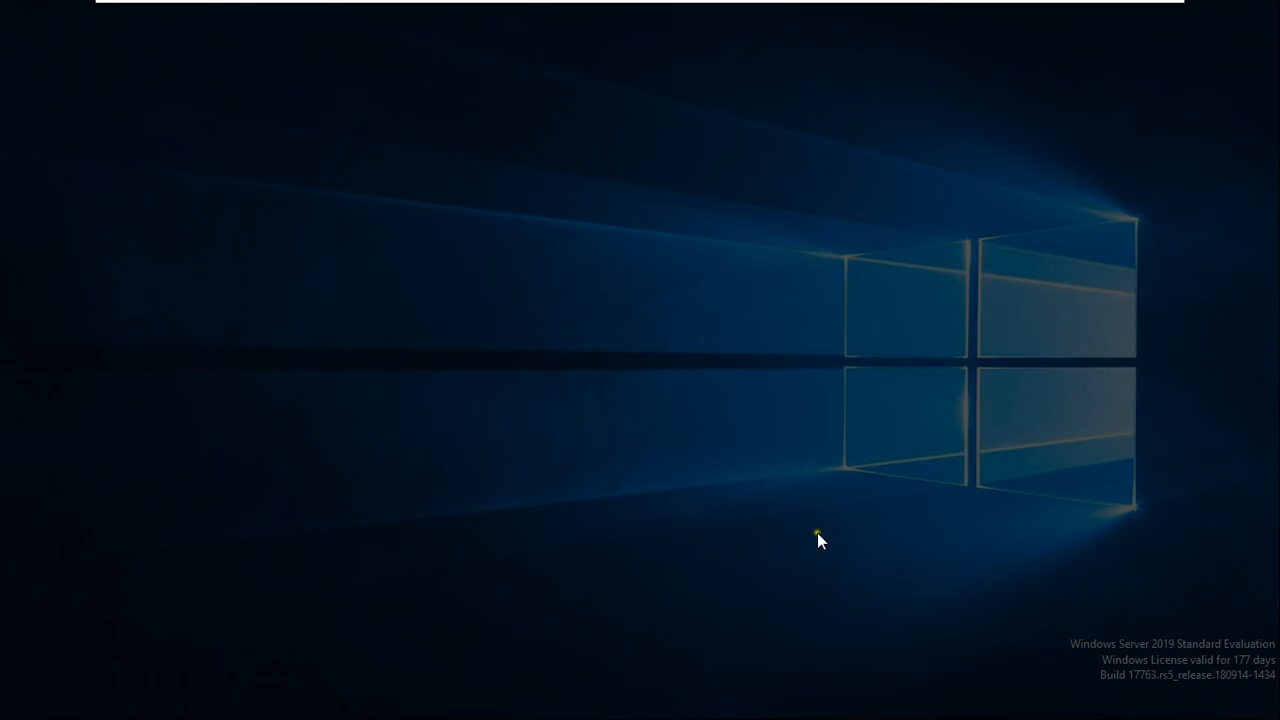 Windows Server 2019 Standard Evaluation
Windows License valid for 177 days
Build 17763.rs5_release.180914-1434